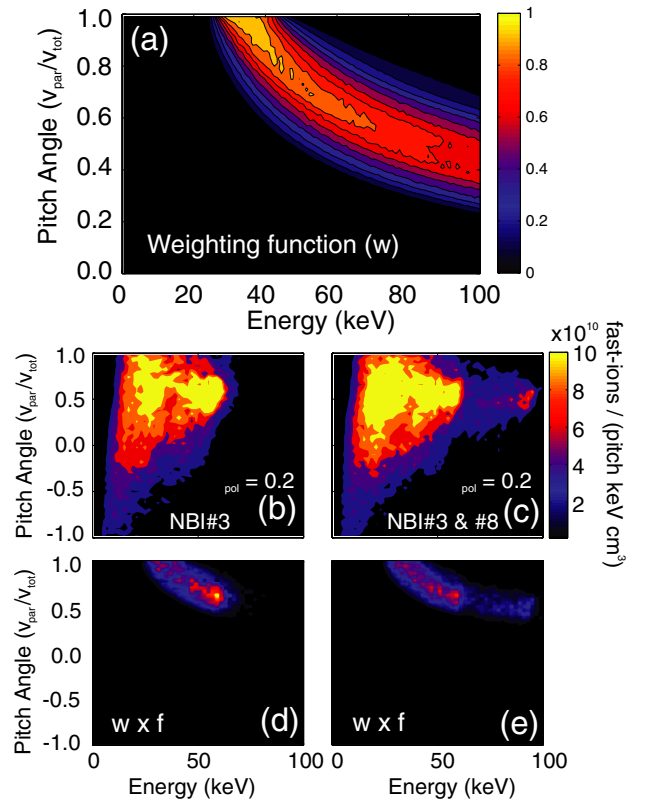 (a)
Pitch Angle (v_par/v_tot)
1.0
0.8
0.6
0.4
0.2
0.0
Weighting function (w)
0
20
40
60
80
100
Energy (keV)
1
0.8
0.6
0.4
0.2
0
Pitch Angle (v_par/v_tot)
1.0
0.5
0.0
-0.5
-1.0
pol = 0.2
NBI#3
(b)
pol = 0.2
NBI#3 & #8
(c)
x10^10
10
8
6
4
2
fast-ions / (pitch keV cm^3)
Pitch Angle (v_par/v_tot)
1.0
0.5
0.0
-0.5
-1.0
w x f
(d)
w x f
(e)
0
50
100
0
50
100
Energy (keV)
Energy (keV)